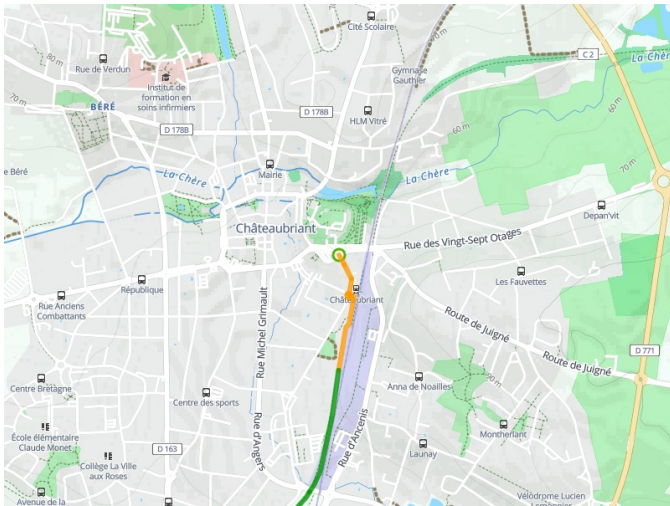 Cité Scolaire
80 m
Rue de Verdun
C 2
La Chère
Gymnase
Gauthier
Institut de
formation en
soins infirmiers
70 m
BÉRÉ
D 178B
HLM Vitré
D 178B
60 m
60 m
70 m
Mairie
La Chère
e Béré
La Chère
Depan'vit
Châteaubriant
Rue des Vingt-Sept Otages
Les Fauvettes
République
Châteaubriant
Rue Anciens
Combattants
Rue Michel Grimault
Route de Juigné
D 771
Route de Juigné
Centre Bretagne
Anna de Noailles
Centre des sports
École élémentaire
Claude Monet
Rue d'Angers
Rue d'Ancenis
Montherlant
D 163
Launay
Collège La Ville
aux Roses
Avenue de la
Vélodrome Lucien